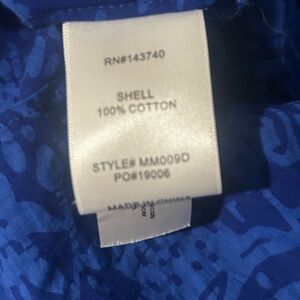 RN#143740
SHELL
100% COTTON
STYLE# MM009D
PO#19006
MADE IN CHINA